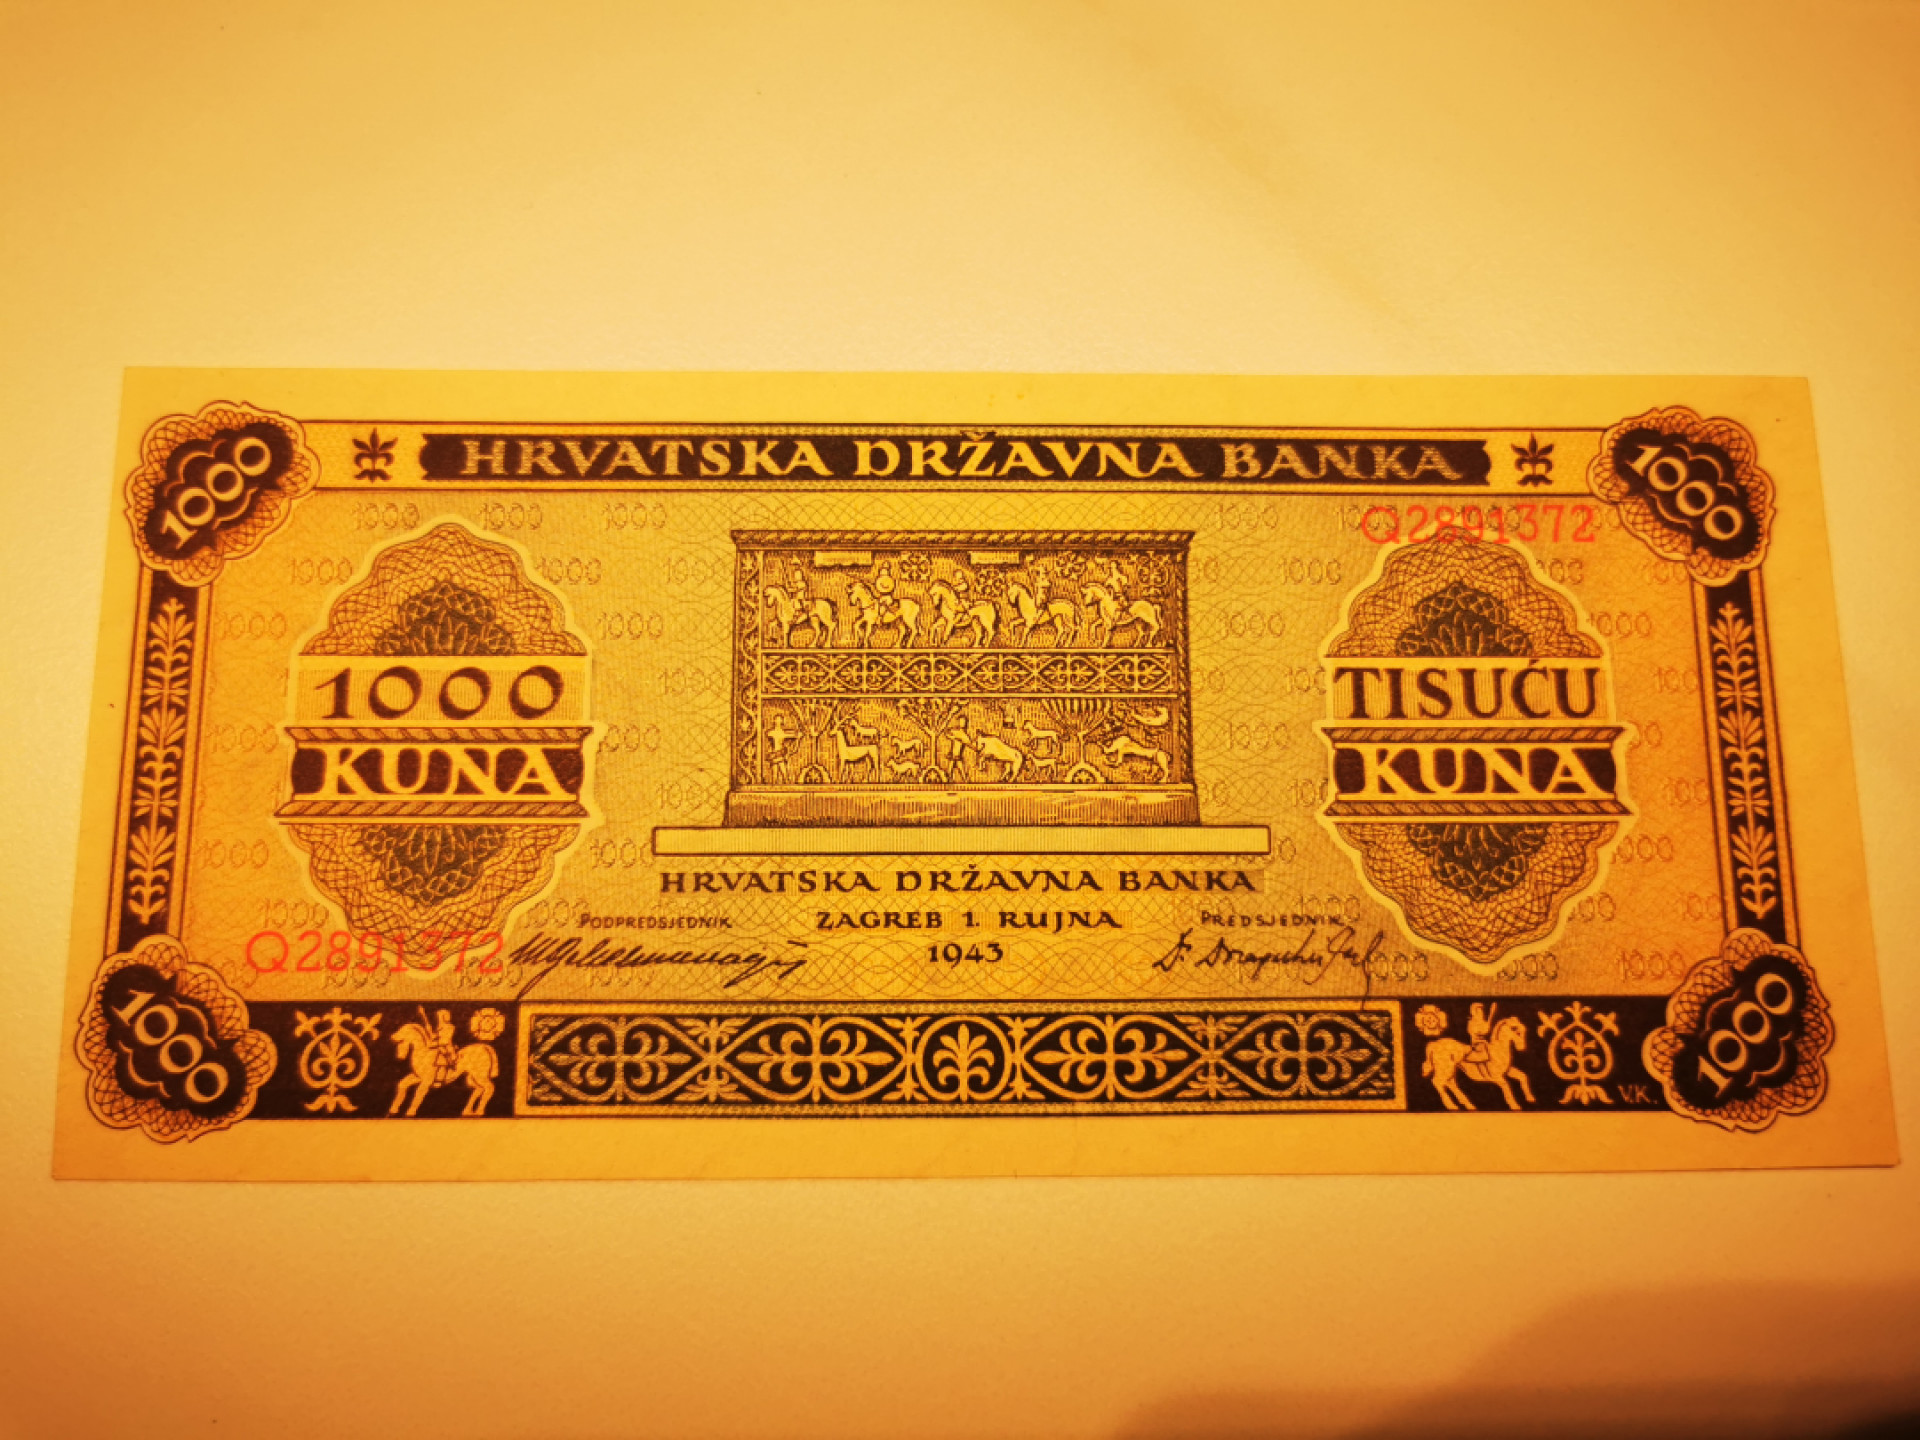 1000
HRVATSKA DRŽAVNA BANKA
1000
Q2891372
1000
KUNA
TISUĆU
KUNA
HRVATSKA DRŽAVNA BANKA
PODPREDSJEDNIK
ZAGREB 1. RUJNA
PREDSJEDNIK
1943
Q2891372
1000
V.K.
1000